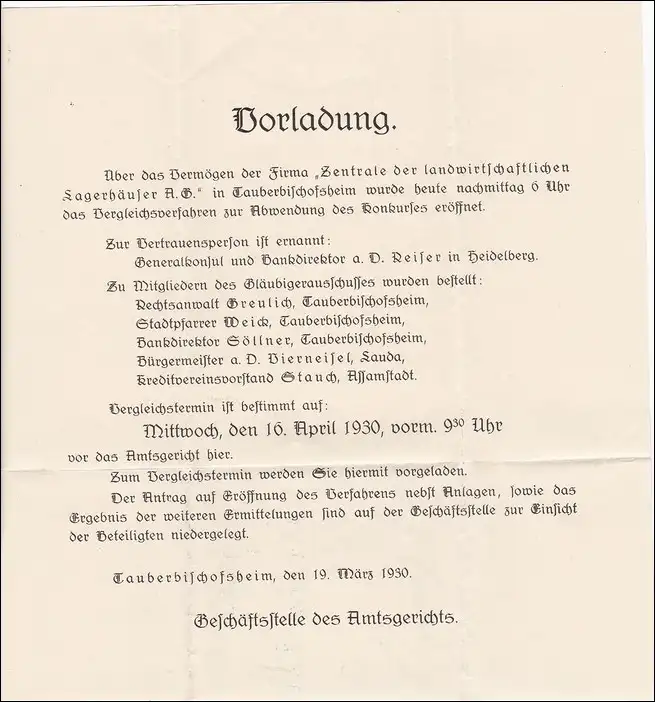 Vorladung.
Über das Vermögen der Firma „Zentrale der landwirtschaftlichen
Lagerhäuser A.G.“ in Tauberbischofsheim wurde heute nachmittag 6 Uhr
das Vergleichsverfahren zur Abwendung des Konkurses eröffnet.
Zur Vertrauensperson ist ernannt:
Generalkonsul und Bankdirektor a. D. Reiser in Heidelberg.
Zu Mitgliedern des Gläubigerausschusses wurden bestellt:
Rechtsanwalt Greulich, Tauberbischofsheim,
Stadtpfarrer Weick, Tauberbischofsheim,
Bankdirektor Söllner, Tauberbischofsheim,
Bürgermeister a. D. Vierneisel, Lauda,
Kreditvereinsvorstand Stauch, Assamstadt.
Vergleichstermin ist bestimmt auf:
Mittwoch, den 16. April 1930, vorm. 9³⁰ Uhr
vor das Amtsgericht hier.
Zum Vergleichstermin werden Sie hiermit vorgeladen.
Der Antrag auf Eröffnung des Verfahrens nebst Anlagen, sowie das
Ergebnis der weiteren Ermittelungen sind auf der Geschäftsstelle zur Einsicht
der Beteiligten niedergelegt.
Tauberbischofsheim, den 19. März 1930.
Geschäftsstelle des Amtsgerichts.